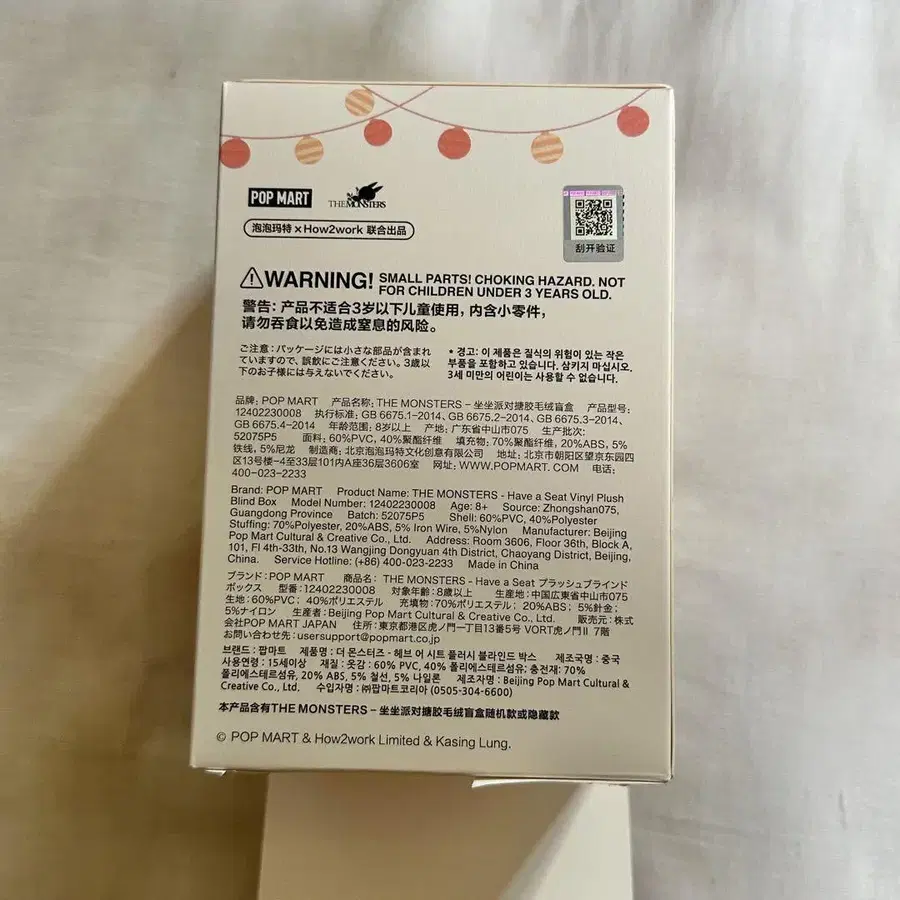 POP MART
THE MONSTERS
泡泡玛特 × How2work 联合出品
刮开验证
WARNING! SMALL PARTS! CHOKING HAZARD. NOT
FOR CHILDREN UNDER 3 YEARS OLD.
警告: 产品不适合3岁以下儿童使用, 内含小零件,
请勿吞食以免造成窒息的风险。
ご注意: パッケージには小さな部品が含まれ
ていますので、誤飲にご注意ください。3歳以
下のお子様には与えないでください。
* 경고: 이 제품은 질식의 위험이 있는 작은
부품을 포함하고 있습니다. 삼키지 마십시오.
3세 미만의 어린이는 사용할 수 없습니다.
品牌: POP MART 产品名称: THE MONSTERS – 坐坐派对搪胶毛绒盲盒 产品型号:
12402230008 执行标准: GB 6675.1-2014、GB 6675.2-2014、GB 6675.3-2014、
GB 6675.4-2014 年龄范围: 8岁以上 产地: 广东省中山市075 生产批次:
52075P5 面料: 60%PVC, 40%聚酯纤维 填充物: 70%聚酯纤维, 20%ABS, 5%
铁线, 5%尼龙 制造商: 北京泡泡玛特文化创意有限公司 地址: 北京市朝阳区望京东园四
区13号楼-4至33层101内A座36层3606室 网址: WWW.POPMART.COM 电话:
400-023-2233
Brand: POP MART Product Name: THE MONSTERS - Have a Seat Vinyl Plush
Blind Box Model Number: 12402230008 Age: 8+ Source: Zhongshan075,
Guangdong Province Batch: 52075P5 Shell: 60%PVC, 40%Polyester
Stuffing: 70%Polyester, 20%ABS, 5% Iron Wire, 5%Nylon Manufacturer: Beijing
Pop Mart Cultural & Creative Co., Ltd. Address: Room 3606, Floor 36th, Block A,
101, Fl 4th-33th, No.13 Wangjing Dongyuan 4th District, Chaoyang District, Beijing,
China. Service Hotline: (+86) 400-023-2233 Made in China
ブランド: POP MART 商品名: THE MONSTERS - Have a Seat プラッシュブラインド
ボックス 型番: 12402230008 対象年齢: 8歳以上 生産地: 中国広東省中山市075
生地: 60%PVC; 40%ポリエステル 充填物: 70%ポリエステル; 20%ABS; 5%針金;
5%ナイロン 生産者: Beijing Pop Mart Cultural & Creative Co., Ltd. 販売元: 株式
会社POP MART 住所: 東京都港区虎ノ門一丁目13番5号 VORT虎ノ門II 7階
お問い合わせ先: usersupport@popmart.co.jp
브랜드 : 팝마트 제품명 : 더 몬스터즈 - 헤브 어 시트 플러시 블라인드 박스 제조국명 : 중국
사용연령 : 15세이상 재질 : 옷감 : 60% PVC, 40% 폴리에스테르섬유; 충전재: 70%
폴리에스테르섬유, 20% ABS, 5% 철선, 5% 나일론 제조자명 : Beijing Pop Mart Cultural &
Creative Co., Ltd. 수입자명 : ㈜팝마트코리아 (0505-304-6600)
本产品含有THE MONSTERS – 坐坐派对搪胶毛绒盲盒随机款或隐藏款
© POP MART & How2work Limited & Kasing Lung.